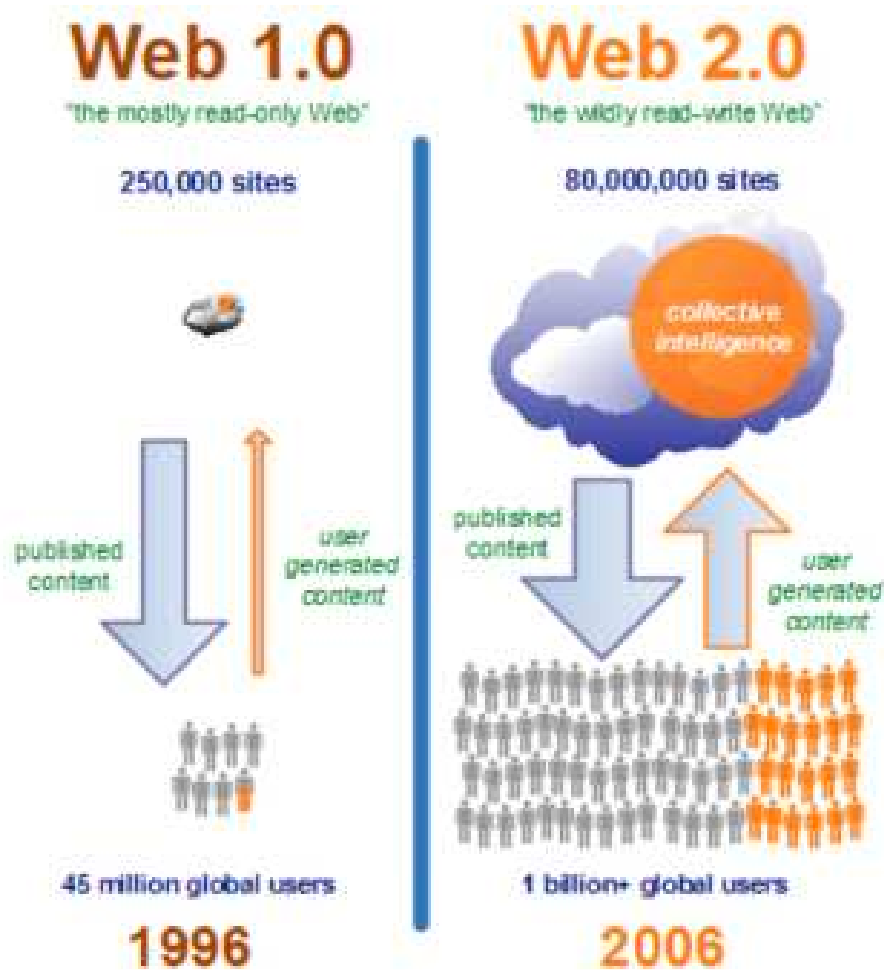 Web 1.0
"the mostly read-only Web"
250,000 sites
published
content
user
generated
content
45 million global users
1996
Web 2.0
"the wildly read-write Web"
80,000,000 sites
collective
intelligence
published
content
user
generated
content
1 billion+ global users
2006